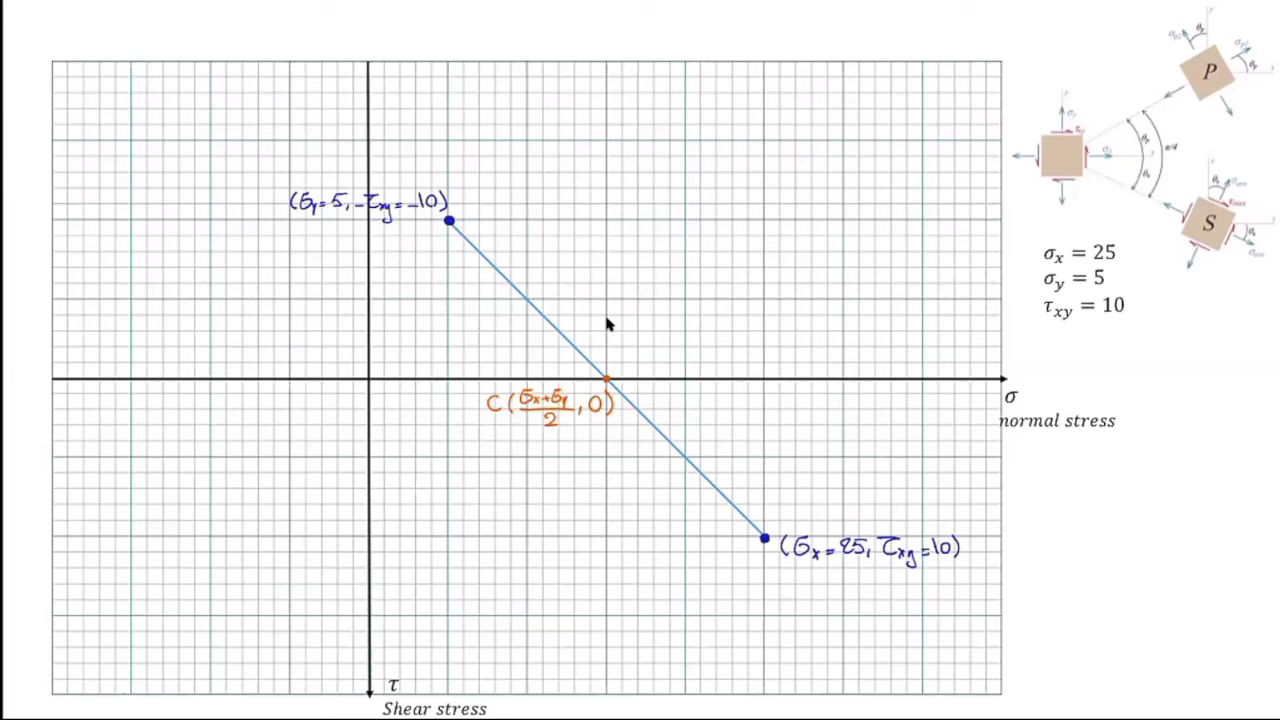 P
(σy=5, -τxy=-10)
S
σx = 25
σy = 5
τxy = 10
C(σx+σy/2, 0)
σ
normal stress
(σx=25, τxy=10)
τ
Shear stress